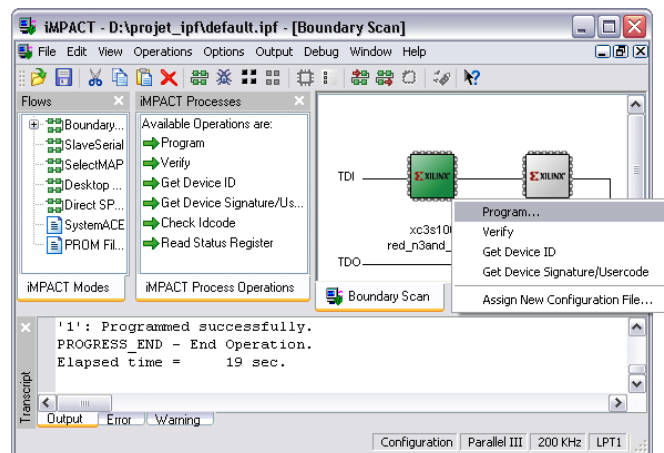 iMPACT - D:\projet_ipf\default.ipf - [Boundary Scan]
File Edit View Operations Options Output Debug Window Help
Flows
Boundary...
SlaveSerial
SelectMAP
Desktop ...
Direct SP...
SystemACE
PROM Fil...
iMPACT Modes
iMPACT Processes
Available Operations are:
Program
Verify
Get Device ID
Get Device Signature/Us...
Check Idcode
Read Status Register
iMPACT Process Operations
TDI
XILINX
XILINX
xc3s10
red_n3and_
TDO
Boundary Scan
Program...
Verify
Get Device ID
Get Device Signature/Usercode
Assign New Configuration File...
Transcript
'1': Programmed successfully.
PROGRESS_END - End Operation.
Elapsed time = 19 sec.
Output Error Warning
Configuration Parallel III 200 KHz LPT1